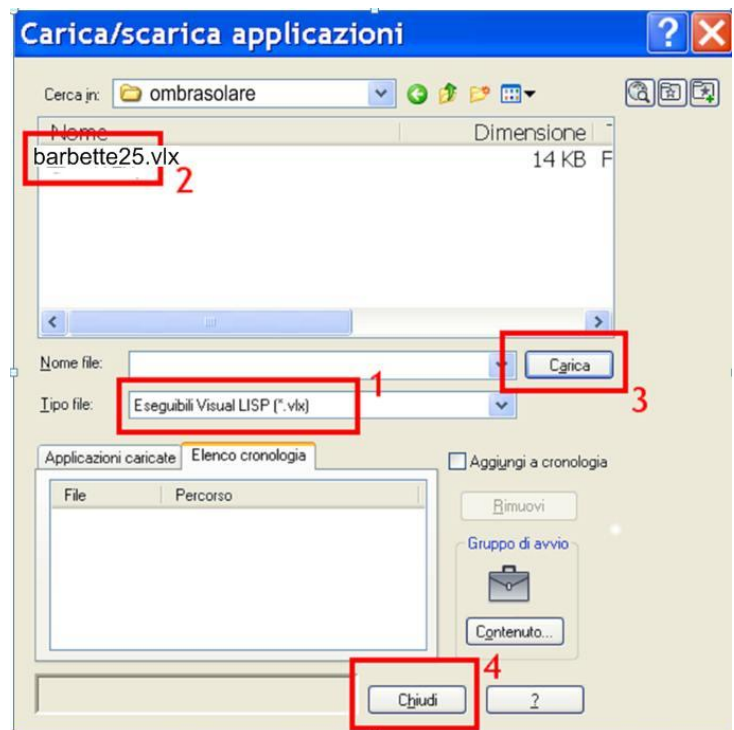 Carica/scarica applicazioni
?
Cerca in: ombrasolare
Nome Dimensione
barbette25.vlx 14 KB F
2
Nome file: Carica
1
3
Tipo file: Eseguibili Visual LISP (*.vlx)
Applicazioni caricate Elenco cronologia Aggiungi a cronologia
File Percorso
Rimuovi
Gruppo di avvio
Contenuto...
4
Chiudi ?